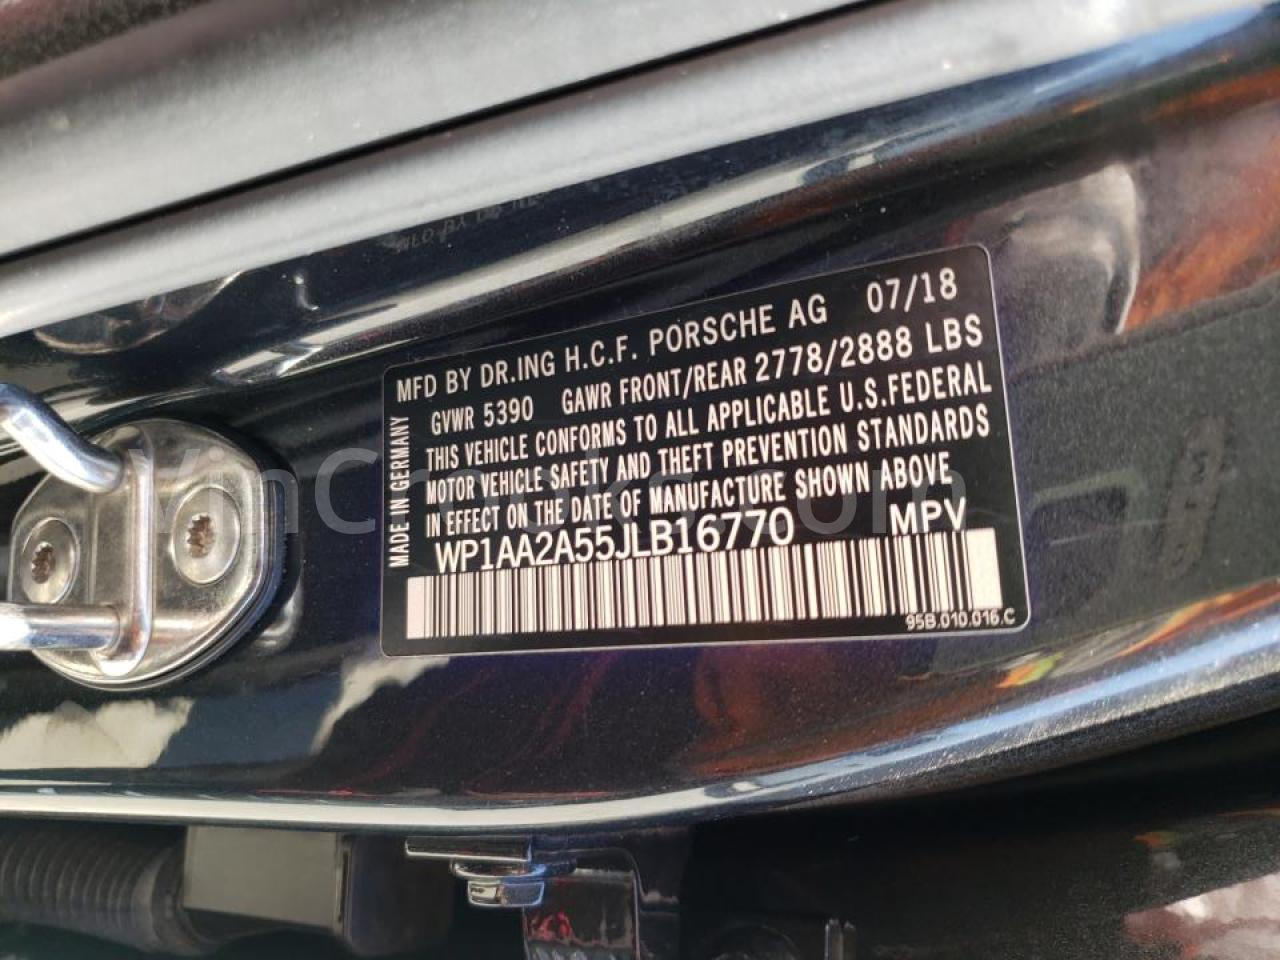 MFD BY DR.ING H.C.F. PORSCHE AG 07/18
GVWR 5390 GAWR FRONT/REAR 2778/2888 LBS
THIS VEHICLE CONFORMS TO ALL APPLICABLE U.S.FEDERAL
MOTOR VEHICLE SAFETY AND THEFT PREVENTION STANDARDS
IN EFFECT ON THE DATE OF MANUFACTURE SHOWN ABOVE
WP1AA2A55JLB16770 MPV
95B.010.016.C
MADE IN GERMANY
VinCrooks.com